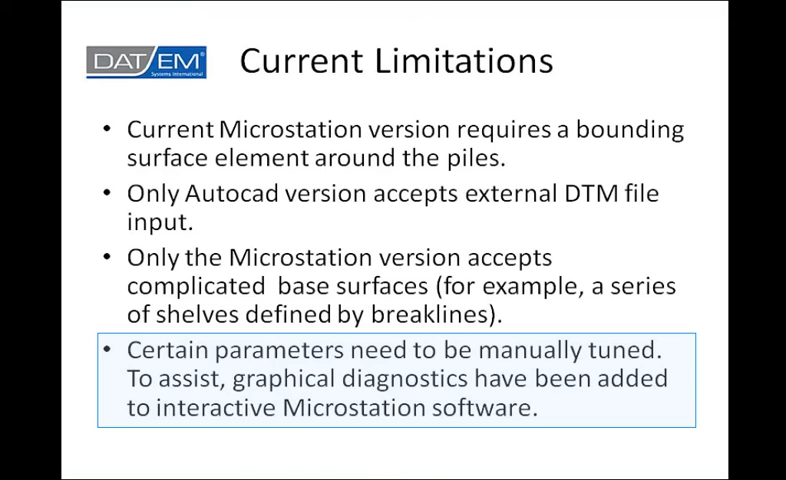 DAT/EM®
Systems International
Current Limitations
• Current Microstation version requires a bounding
surface element around the piles.
• Only Autocad version accepts external DTM file
input.
• Only the Microstation version accepts
complicated  base surfaces (for example, a series
of shelves defined by breaklines).
• Certain parameters need to be manually tuned.
To assist, graphical diagnostics have been added
to interactive Microstation software.